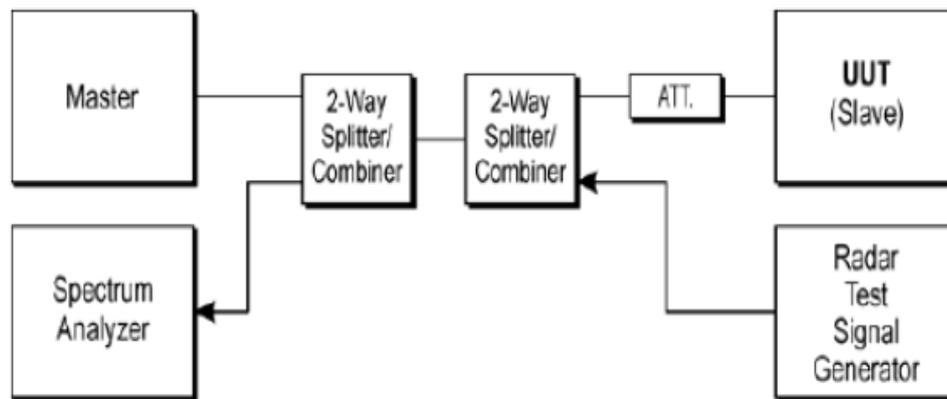 Master
2-Way
Splitter/
Combiner
2-Way
Splitter/
Combiner
ATT.
UUT
(Slave)
Spectrum
Analyzer
Radar
Test
Signal
Generator